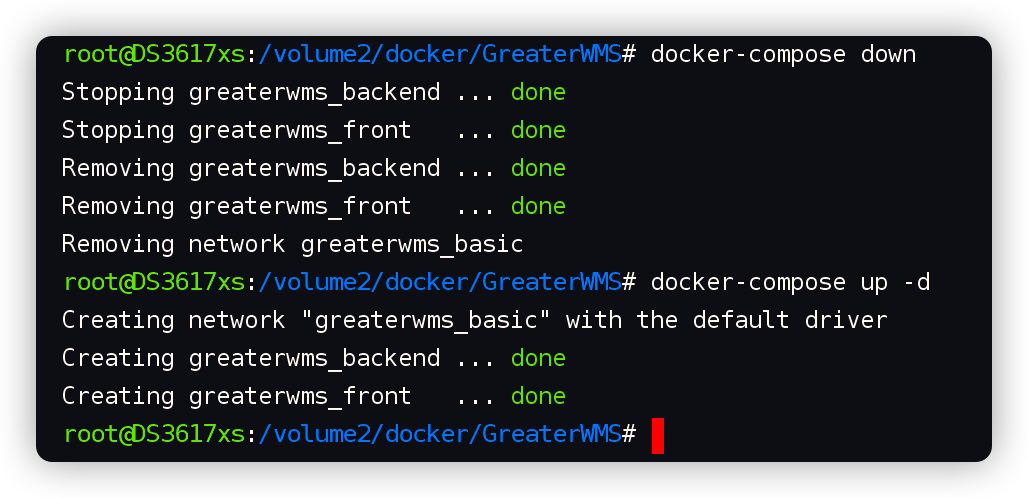 root@DS3617xs:/volume2/docker/GreaterWMS# docker-compose down
Stopping greaterwms_backend ... done
Stopping greaterwms_front   ... done
Removing greaterwms_backend ... done
Removing greaterwms_front   ... done
Removing network greaterwms_basic
root@DS3617xs:/volume2/docker/GreaterWMS# docker-compose up -d
Creating network "greaterwms_basic" with the default driver
Creating greaterwms_backend ... done
Creating greaterwms_front   ... done
root@DS3617xs:/volume2/docker/GreaterWMS#